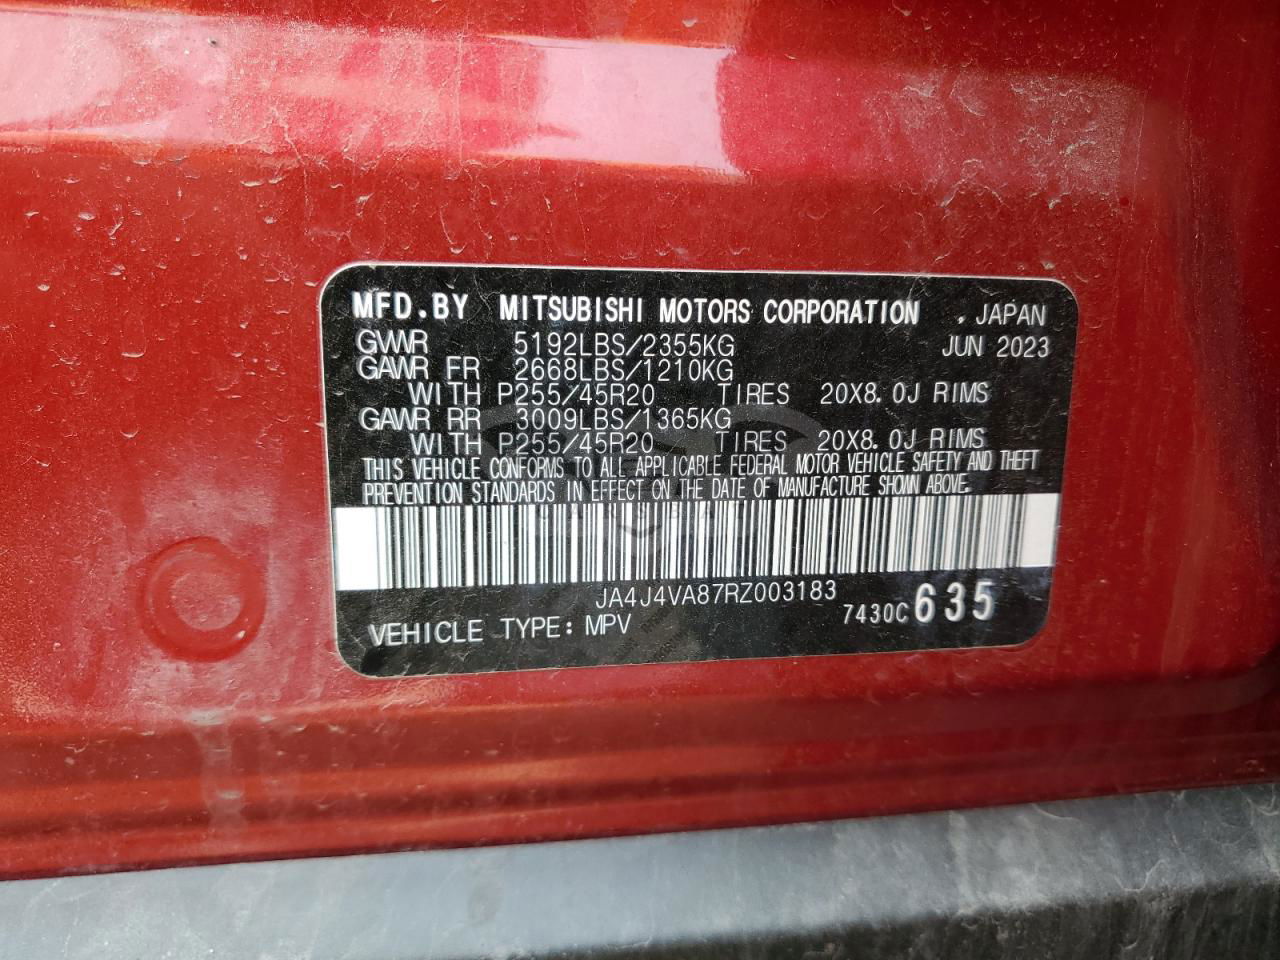 MFD.BY MITSUBISHI MOTORS CORPORATION . JAPAN
GVWR 5192LBS/2355KG JUN 2023
GAWR FR 2668LBS/1210KG
WITH P255/45R20 TIRES 20X8.0J RIMS
GAWR RR 3009LBS/1365KG
WITH P255/45R20 TIRES 20X8.0J RIMS
THIS VEHICLE CONFORMS TO ALL APPLICABLE FEDERAL MOTOR VEHICLE SAFETY AND THEFT
PREVENTION STANDARDS IN EFFECT ON THE DATE OF MANUFACTURE SHOWN ABOVE.
JA4J4VA87RZ003183
VEHICLE TYPE: MPV 7430C 635